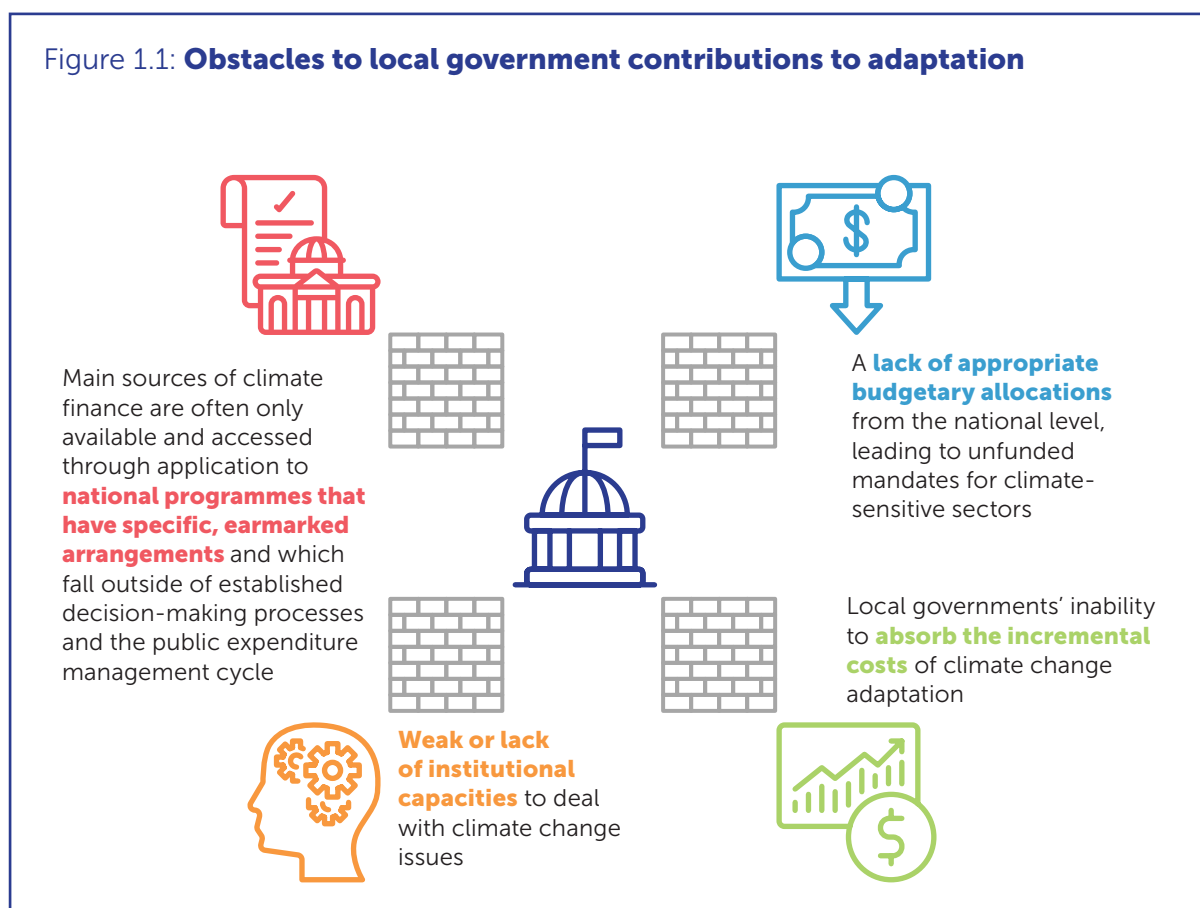 Figure 1.1: Obstacles to local government contributions to adaptation
Main sources of climate
finance are often only
available and accessed
through application to
national programmes that
have specific, earmarked
arrangements and which
fall outside of established
decision-making processes
and the public expenditure
management cycle
$
A lack of appropriate
budgetary allocations
from the national level,
leading to unfunded
mandates for climate-
sensitive sectors
Weak or lack
of institutional
capacities to deal
with climate change
issues
Local governments’ inability
to absorb the incremental
costs of climate change
adaptation
$